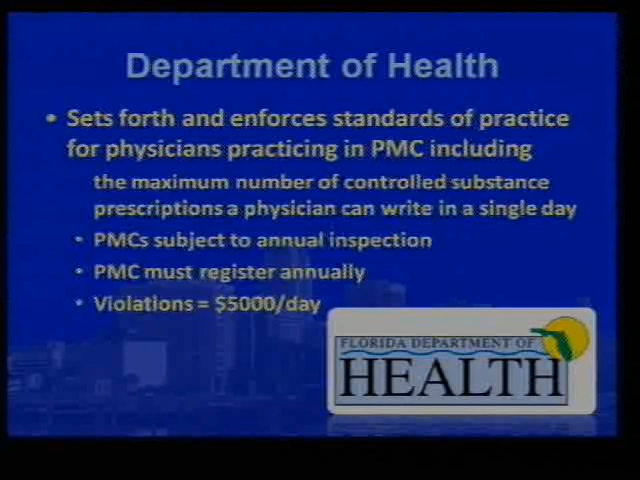 Department of Health
• Sets forth and enforces standards of practice
for physicians practicing in PMC including
the maximum number of controlled substance
prescriptions a physician can write in a single day
• PMCs subject to annual inspection
• PMC must register annually
• Violations = $5000/day
FLORIDA DEPARTMENT OF
HEALTH